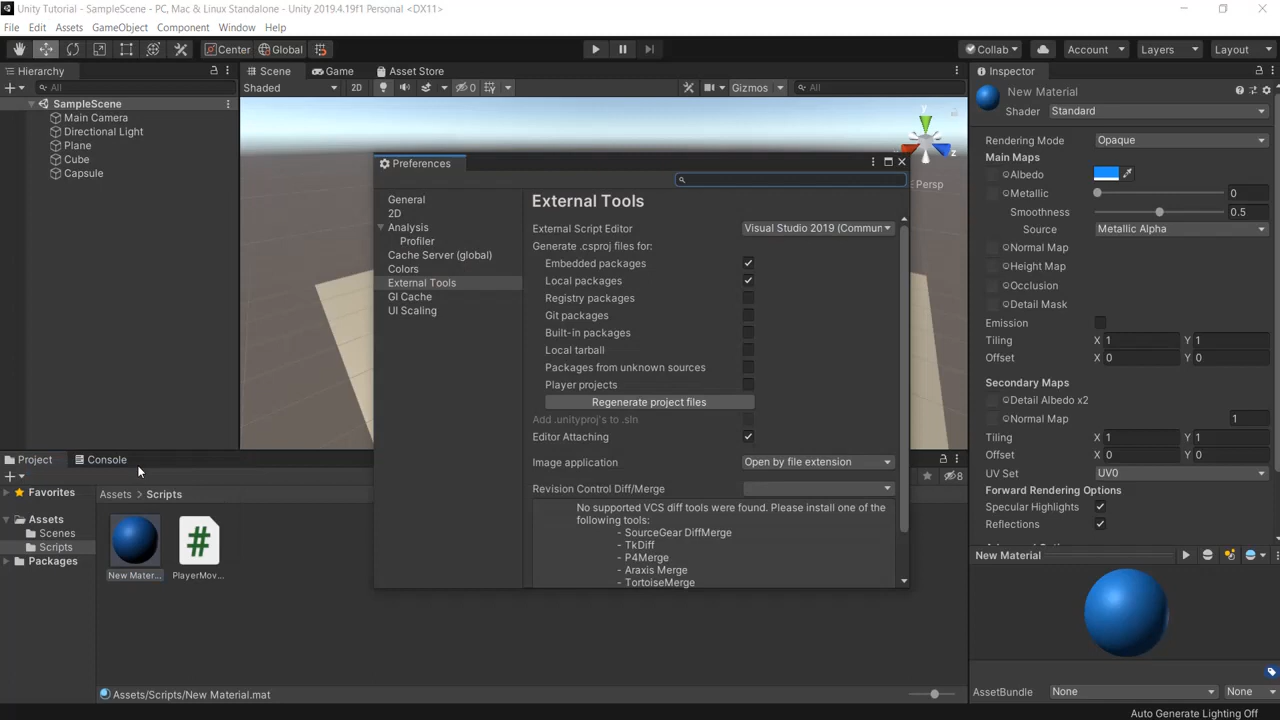 Unity Tutorial - SampleScene - PC, Mac & Linux Standalone - Unity 2019.4.19f1 Personal <DX11>
File Edit Assets GameObject Component Window Help
Center Global Collab Account Layers Layout
Hierarchy
All
SampleScene
Main Camera
Directional Light
Plane
Cube
Capsule
Scene Game Asset Store
Shaded 2D 0 Gizmos All
y
z
Persp
Preferences
General
2D
Analysis
Profiler
Cache Server (global)
Colors
External Tools
GI Cache
UI Scaling
External Tools
External Script Editor Visual Studio 2019 (Commun
Generate .csproj files for:
Embedded packages
Local packages
Registry packages
Git packages
Built-in packages
Local tarball
Packages from unknown sources
Player projects
Regenerate project files
Add .unityproj's to .sln
Editor Attaching
Image application Open by file extension
Revision Control Diff/Merge
No supported VCS diff tools were found. Please install one of the
following tools:
- SourceGear DiffMerge
- TkDiff
- P4Merge
- Araxis Merge
- TortoiseMerge
Inspector
New Material
Shader Standard
Rendering Mode Opaque
Main Maps
Albedo
Metallic 0
Smoothness 0.5
Source Metallic Alpha
Normal Map
Height Map
Occlusion
Detail Mask
Emission
Tiling X 1 Y 1
Offset X 0 Y 0
Secondary Maps
Detail Albedo x2
Normal Map 1
Tiling X 1 Y 1
Offset X 0 Y 0
UV Set UV0
Forward Rendering Options
Specular Highlights
Reflections
New Material
AssetBundle None None
Project Console
8
Favorites
Assets
Scenes
Scripts
Packages
Assets > Scripts
New Mater...
#
PlayerMov...
Assets/Scripts/New Material.mat
Auto Generate Lighting Off